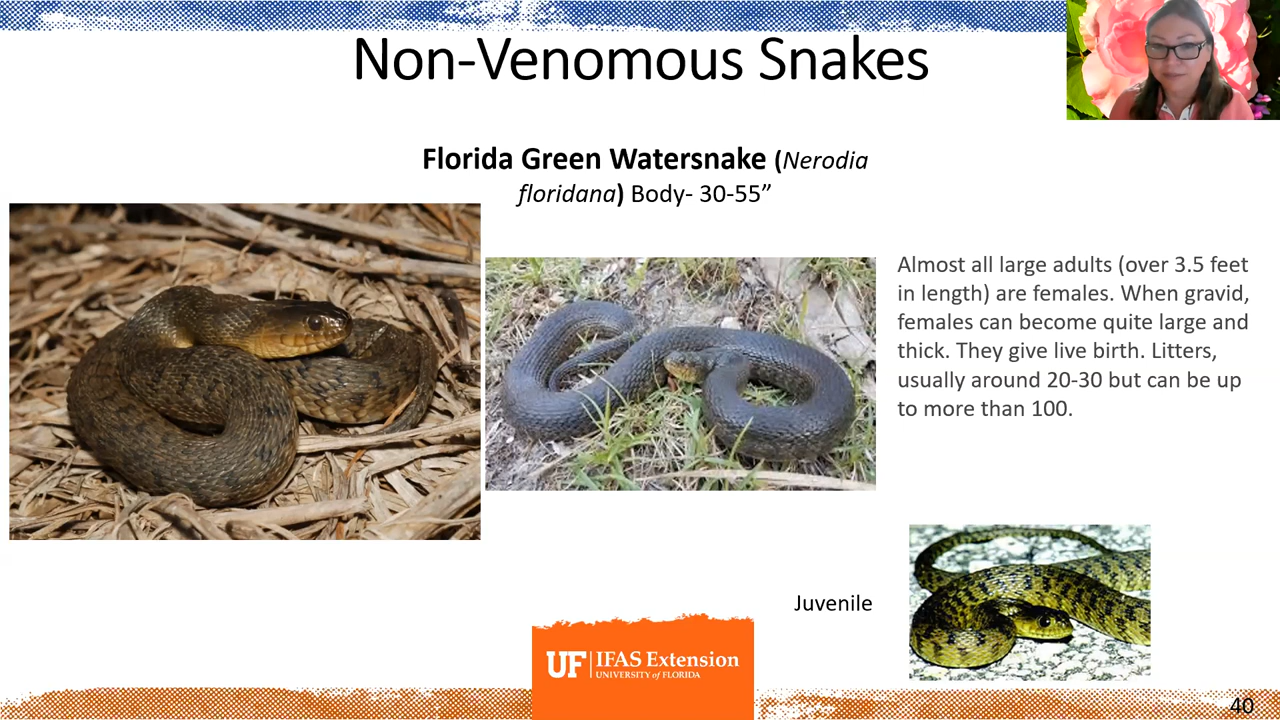 Non-Venomous Snakes
Florida Green Watersnake (Nerodia
floridana) Body- 30-55”
Almost all large adults (over 3.5 feet
in length) are females. When gravid,
females can become quite large and
thick. They give live birth. Litters,
usually around 20-30 but can be up
to more than 100.
Juvenile
UF | IFAS Extension
UNIVERSITY of FLORIDA
40